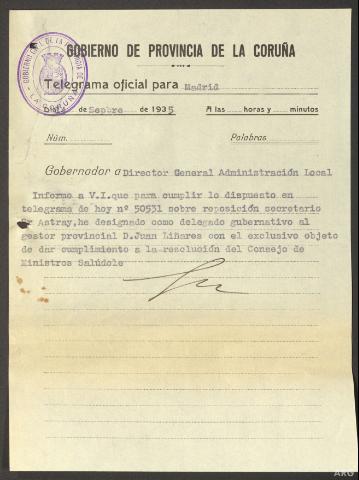 GOBIERNO DE PROVINCIA DE LA CORUÑA
Telegrama oficial para Madrid
de Sepbre de 1935 A las horas y minutos
Núm. Palabras
Gobernador a Director General Administración Local
Informo a V.I.que para cumplir lo dispuesto en
telegrama de hoy nº 50531 sobre reposición secretario
Sr Astray,ha designado como delegado gubernativo al
gestor provincial D.Juan Liñares con el exclusivo objeto
de dar cumplimiento a la resolución del Consejo de
Ministros Salúdole
ARG